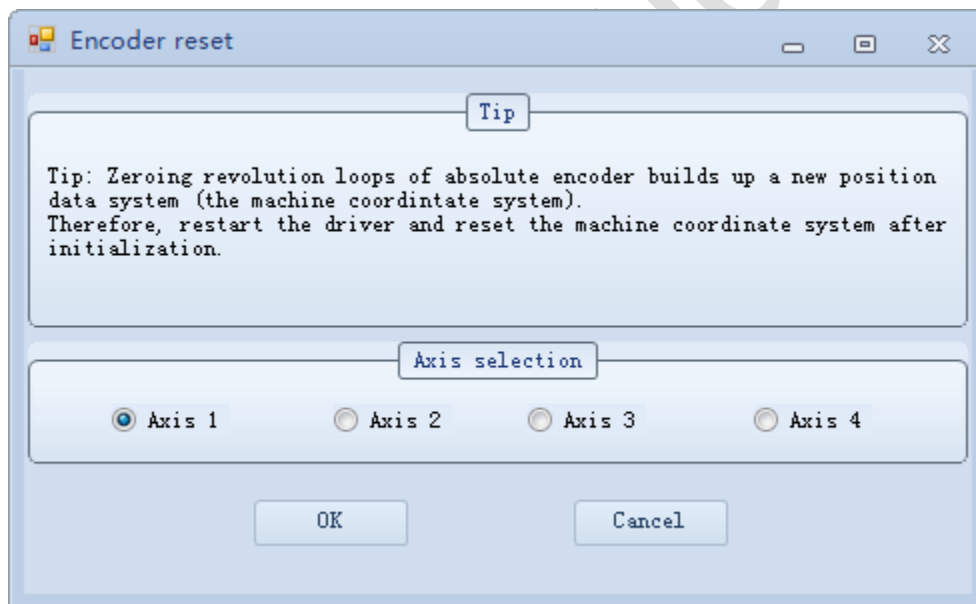 Encoder reset
Tip
Tip: Zeroing revolution loops of absolute encoder builds up a new position
data system (the machine coordintate system).
Therefore, restart the driver and reset the machine coordinate system after
initialization.
Axis selection
Axis 1 Axis 2 Axis 3 Axis 4
OK Cancel